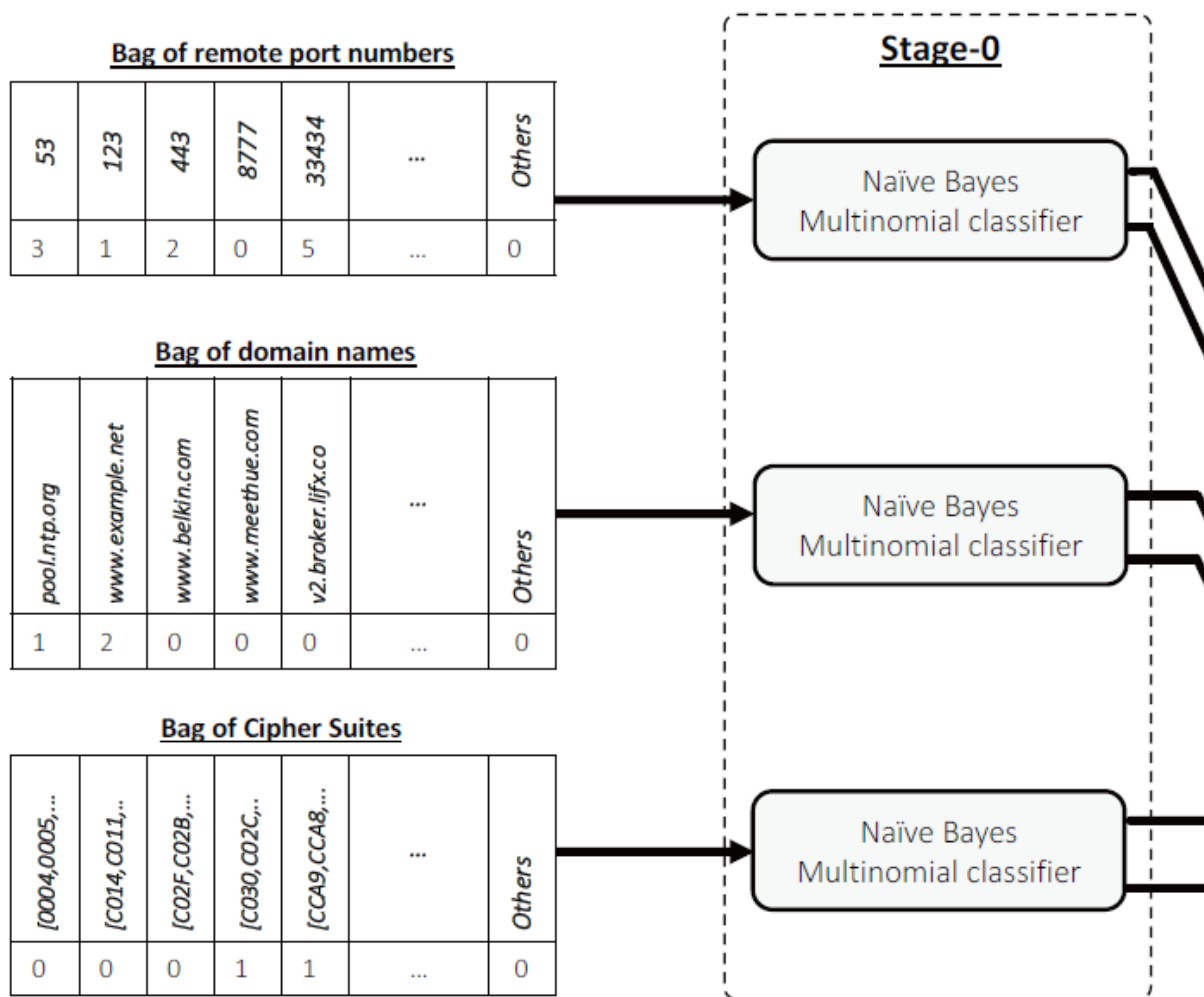 Bag of remote port numbers
53 123 443 8777 33434 ... Others
3 1 2 0 5 ... 0
Bag of domain names
pool.ntp.org www.example.net www.belkin.com www.meethue.com v2.broker.lifx.co ... Others
1 2 0 0 0 ... 0
Bag of Cipher Suites
[0004,0005,... [C014,C011,.. [C02F,C02B,... [C030,C02C,.. [CCA9,CCA8,... ... Others
0 0 0 1 1 ... 0
Stage-0
Naïve Bayes
Multinomial classifier
Naïve Bayes
Multinomial classifier
Naïve Bayes
Multinomial classifier